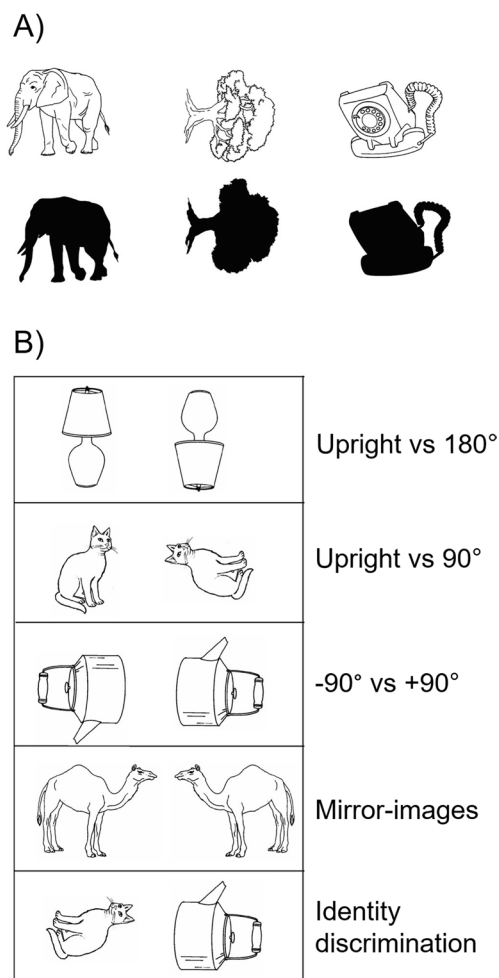 A)
B)
Upright vs 180°
Upright vs 90°
-90° vs +90°
Mirror-images
Identity
discrimination